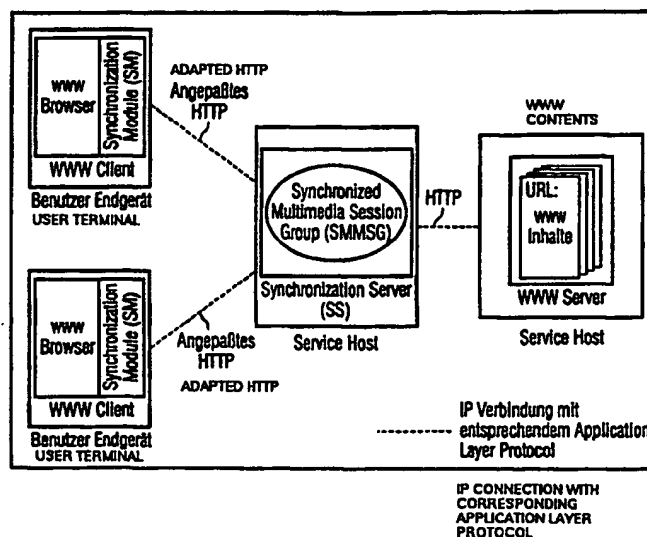 www
Browser
Synchronization
Module (SM)
WWW Client
Benutzer Endgerät
USER TERMINAL
ADAPTED HTTP
Angepaßtes
HTTP
Synchronized
Multimedia Session
Group (SMMSG)
Synchronization Server
(SS)
Service Host
HTTP
WWW
CONTENTS
URL:
www
Inhalte
WWW Server
Service Host
www
Browser
Synchronization
Module (SM)
WWW Client
Benutzer Endgerät
USER TERMINAL
Angepaßtes
HTTP
ADAPTED HTTP
IP Verbindung mit
entsprechendem Application
Layer Protocol
IP CONNECTION WITH
CORRESPONDING
APPLICATION LAYER
PROTOCOL